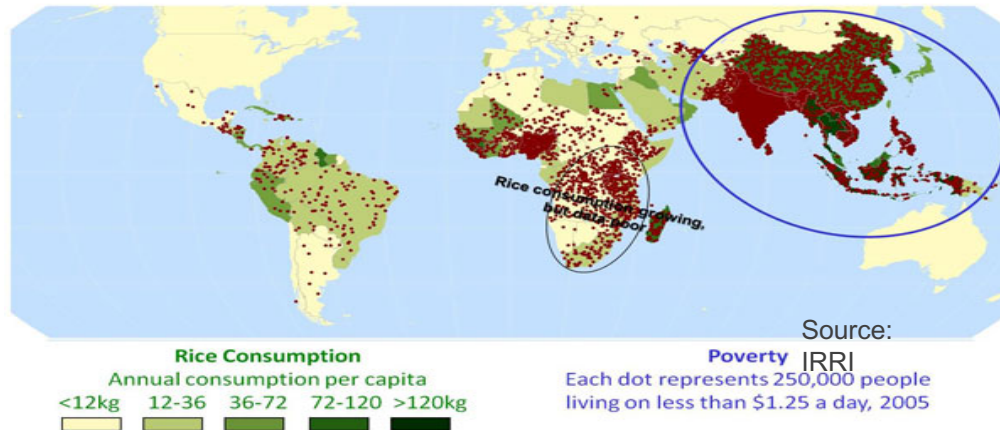 Rice consumption growing,
but data poor
Source:
IRRI
Rice Consumption
Annual consumption per capita
<12kg 12-36 36-72 72-120 >120kg
Poverty
Each dot represents 250,000 people
living on less than $1.25 a day, 2005